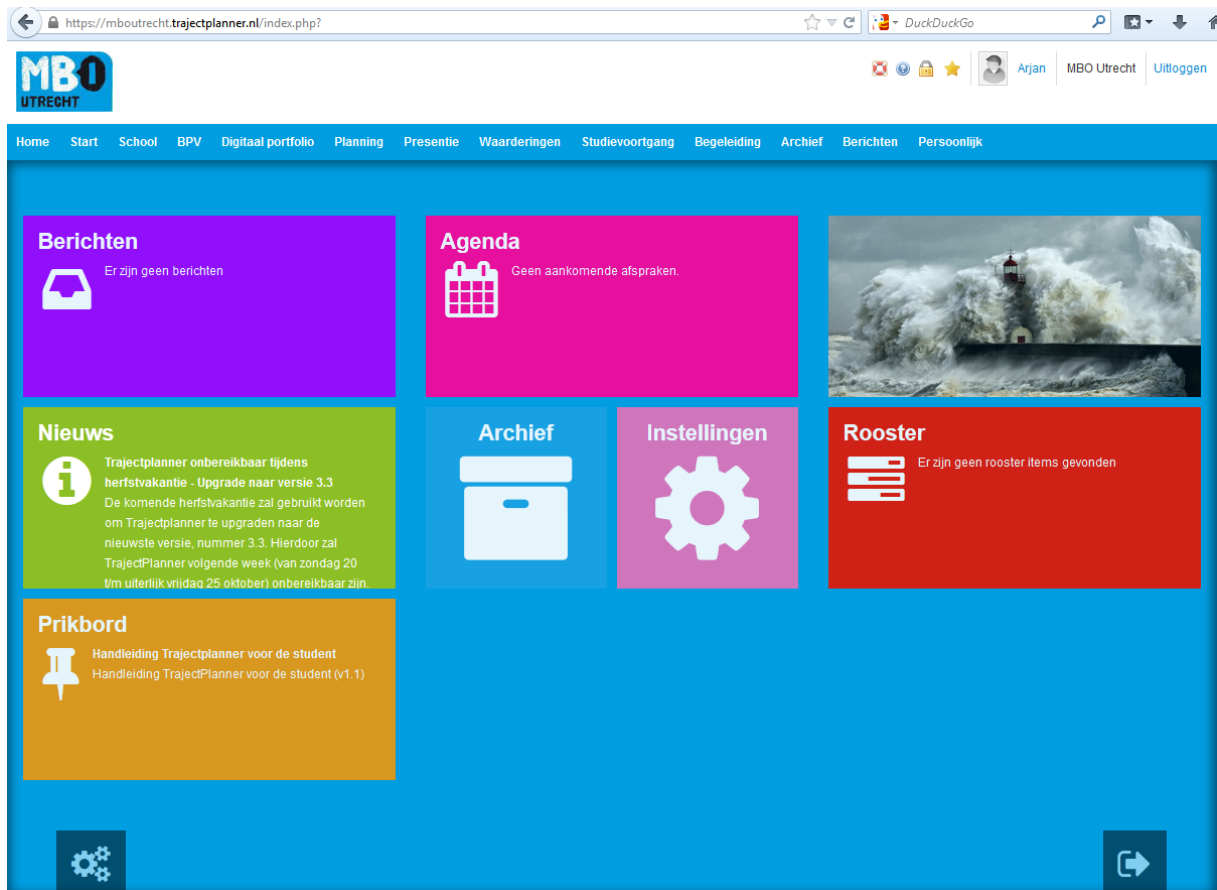 https://mboutrecht.trajectplanner.nl/index.php?
DuckDuckGo
MBO
UTRECHT
Arjan
MBO Utrecht
Uitloggen
Home Start School BPV Digitaal portfolio Planning Presentie Waarderingen Studievoortgang Begeleiding Archief Berichten Persoonlijk
Berichten
Er zijn geen berichten
Agenda
Geen aankomende afspraken.
Nieuws
Trajectplanner onbereikbaar tijdens
herfstvakantie - Upgrade naar versie 3.3
De komende herfstvakantie zal gebruikt worden
om Trajectplanner te upgraden naar de
nieuwste versie, nummer 3.3. Hierdoor zal
TrajectPlanner volgende week (van zondag 20
t/m uiterlijk vrijdag 25 oktober) onbereikbaar zijn.
Archief
Instellingen
Rooster
Er zijn geen rooster items gevonden
Prikbord
Handleiding Trajectplanner voor de student
Handleiding TrajectPlanner voor de student (v1.1)